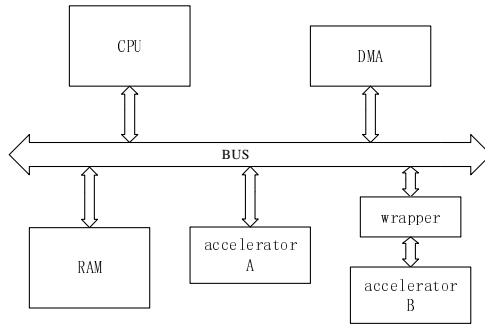 CPU
DMA
BUS
RAM
accelerator
A
wrapper
accelerator
B